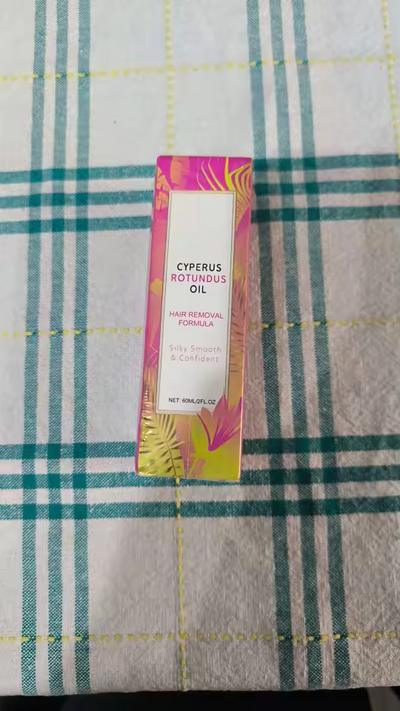 CYPERUS
ROTUNDUS
OIL
HAIR REMOVAL
FORMULA
Silky Smooth
& Confident
NET: 60ML/2FL.OZ